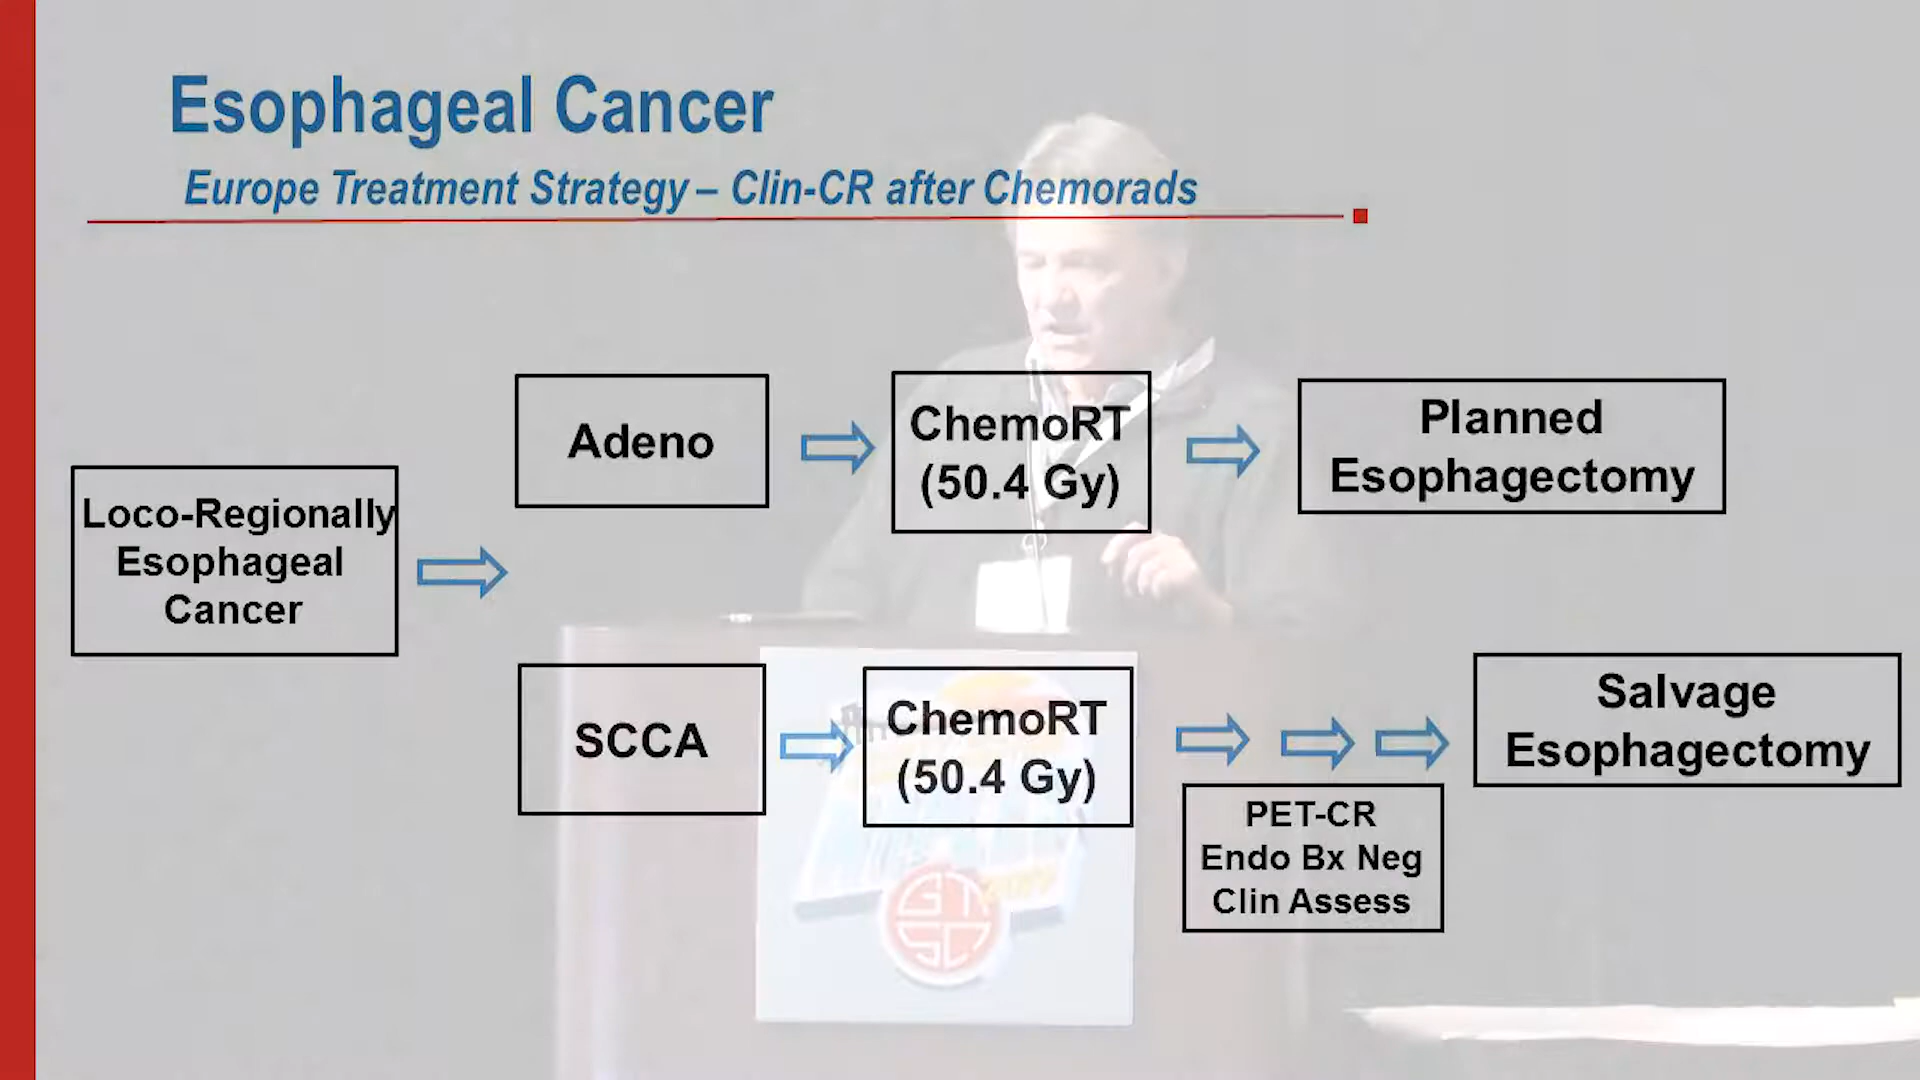 Esophageal Cancer
Europe Treatment Strategy – Clin-CR after Chemorads
Loco-Regionally
Esophageal
Cancer
Adeno
ChemoRT
(50.4 Gy)
Planned
Esophagectomy
SCCA
ChemoRT
(50.4 Gy)
PET-CR
Endo Bx Neg
Clin Assess
Salvage
Esophagectomy